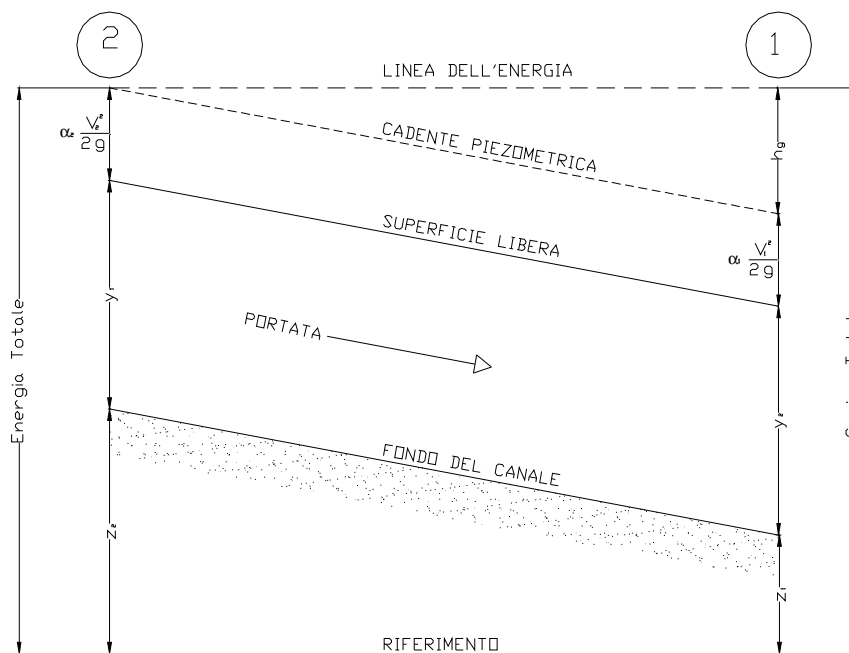 2
1
LINEA DELL'ENERGIA
α₂ V₂²
2g
CADENTE PIEZOMETRICA
hg
SUPERFICIE LIBERA
α₁ V₁²
2g
y₁
Energia Totale
PORTATA
y₂
FONDO DEL CANALE
z₂
z₁
RIFERIMENTO